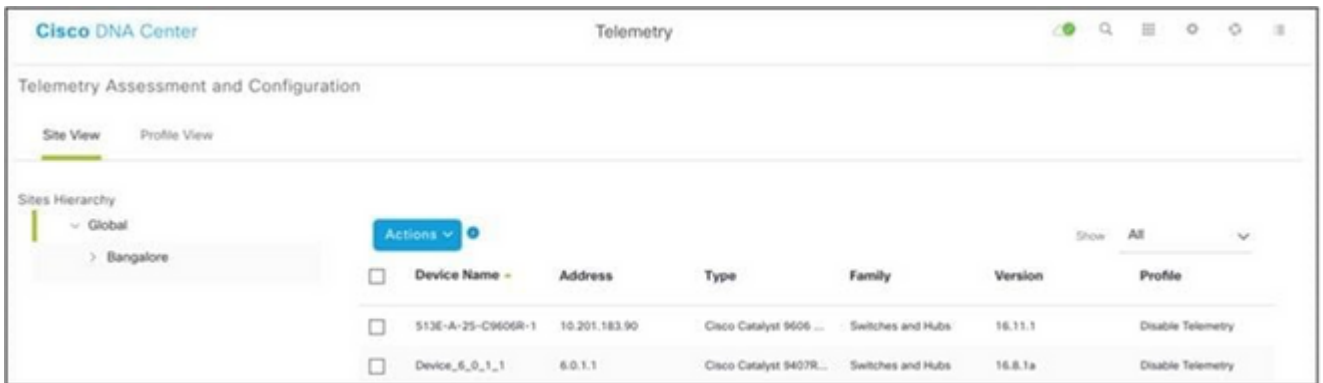 Cisco DNA Center
Telemetry
Telemetry Assessment and Configuration
Site View Profile View
Sites Hierarchy
Global
Bangalore
Actions
Show All
Device Name Address Type Family Version Profile
513E-A-25-C9606R-1 10.201.183.90 Cisco Catalyst 9606 ... Switches and Hubs 16.11.1 Disable Telemetry
Device_6_0_1_1 6.0.1.1 Cisco Catalyst 9407R... Switches and Hubs 16.8.1a Disable Telemetry